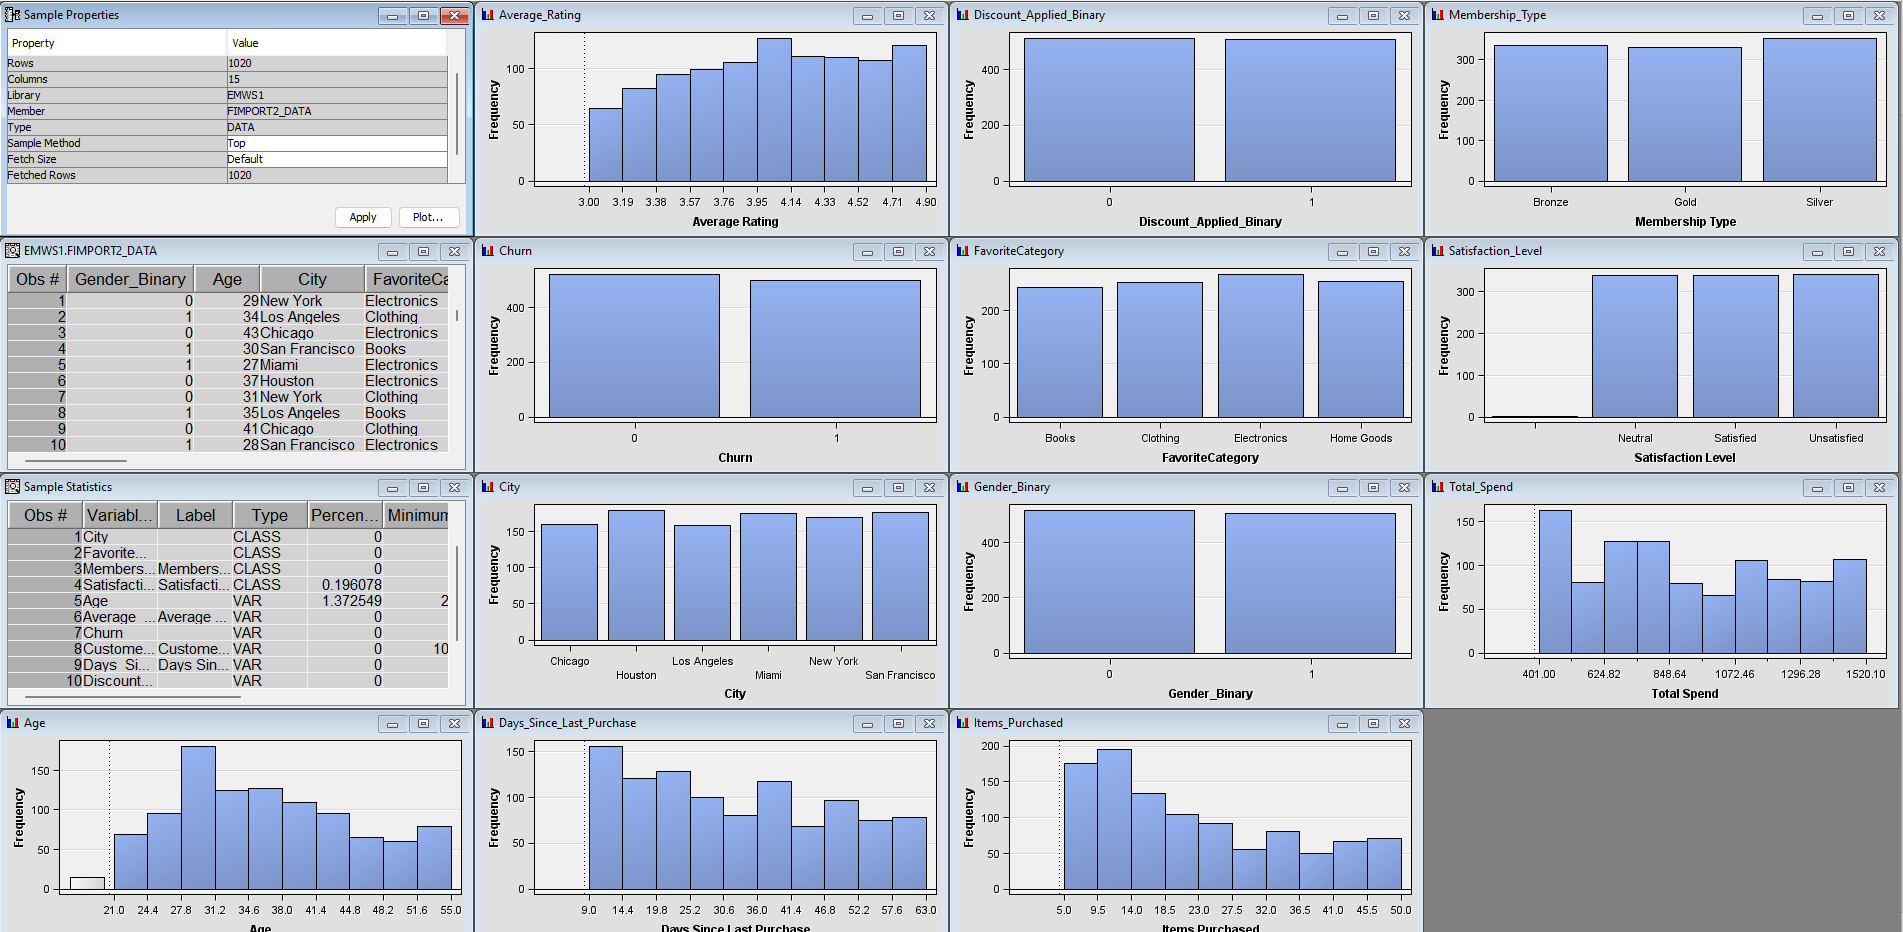 Sample Properties
Property Value
Rows 1020
Columns 15
Library EMWS1
Member FIMPORT2_DATA
Type DATA
Sample Method Top
Fetch Size Default
Fetched Rows 1020
Apply Plot...
Average_Rating
Frequency
100
50
0
3.00 3.19 3.38 3.57 3.76 3.95 4.14 4.33 4.52 4.71 4.90
Average Rating
Discount_Applied_Binary
Frequency
400
200
0
0 1
Discount_Applied_Binary
Membership_Type
Frequency
300
200
100
0
Bronze Gold Silver
Membership Type
EMWS1.FIMPORT2_DATA
Obs # Gender_Binary Age City FavoriteCa
1 0 29 New York Electronics
2 1 34 Los Angeles Clothing
3 0 43 Chicago Electronics
4 1 30 San Francisco Books
5 1 27 Miami Electronics
6 0 37 Houston Electronics
7 0 31 New York Clothing
8 1 35 Los Angeles Books
9 0 41 Chicago Clothing
10 1 28 San Francisco Electronics
Churn
Frequency
400
200
0
0 1
Churn
FavoriteCategory
Frequency
200
100
0
Books Clothing Electronics Home Goods
FavoriteCategory
Satisfaction_Level
Frequency
300
200
100
0
Neutral Satisfied Unsatisfied
Satisfaction Level
Sample Statistics
Obs # Variabl... Label Type Percen... Minimum
1 City CLASS 0
2 Favorite... CLASS 0
3 Members... Members... CLASS 0
4 Satisfacti... Satisfacti... CLASS 0.196078
5 Age VAR 1.372549 2
6 Average_... Average ... VAR 0
7 Churn VAR 0
8 Custome... Custome... VAR 0 10
9 Days_Si... Days Sin... VAR 0
10 Discount... VAR 0
City
Frequency
150
100
50
0
Chicago Los Angeles New York
Houston Miami San Francisco
City
Gender_Binary
Frequency
400
200
0
0 1
Gender_Binary
Total_Spend
Frequency
150
100
50
0
401.00 624.82 848.64 1072.46 1296.28 1520.10
Total Spend
Age
Frequency
150
100
50
0
21.0 24.4 27.8 31.2 34.6 38.0 41.4 44.8 48.2 51.6 55.0
Age
Days_Since_Last_Purchase
Frequency
150
100
50
0
9.0 14.4 19.8 25.2 30.6 36.0 41.4 46.8 52.2 57.6 63.0
Days Since Last Purchase
Items_Purchased
Frequency
200
150
100
50
0
5.0 9.5 14.0 18.5 23.0 27.5 32.0 36.5 41.0 45.5 50.0
Items Purchased